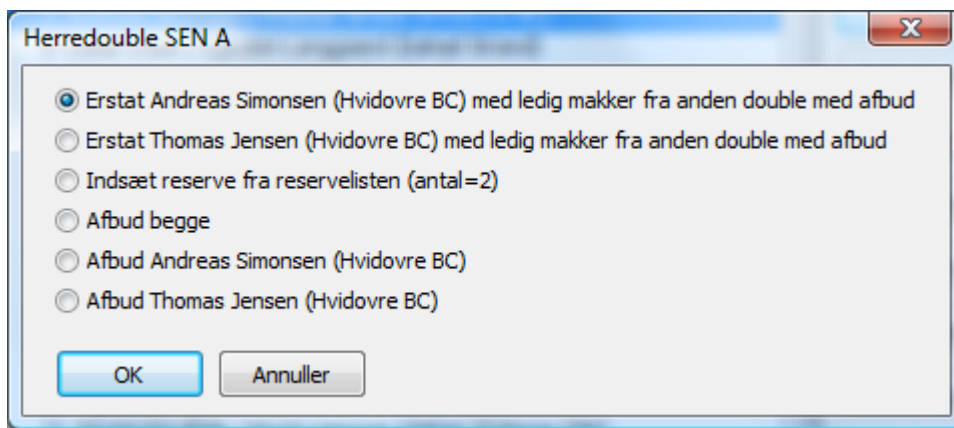 Herredouble SEN A
Erstat Andreas Simonsen (Hvidovre BC) med ledig makker fra anden double med afbud
Erstat Thomas Jensen (Hvidovre BC) med ledig makker fra anden double med afbud
Indsæt reserve fra reservelisten (antal=2)
Afbud begge
Afbud Andreas Simonsen (Hvidovre BC)
Afbud Thomas Jensen (Hvidovre BC)
OK Annuller